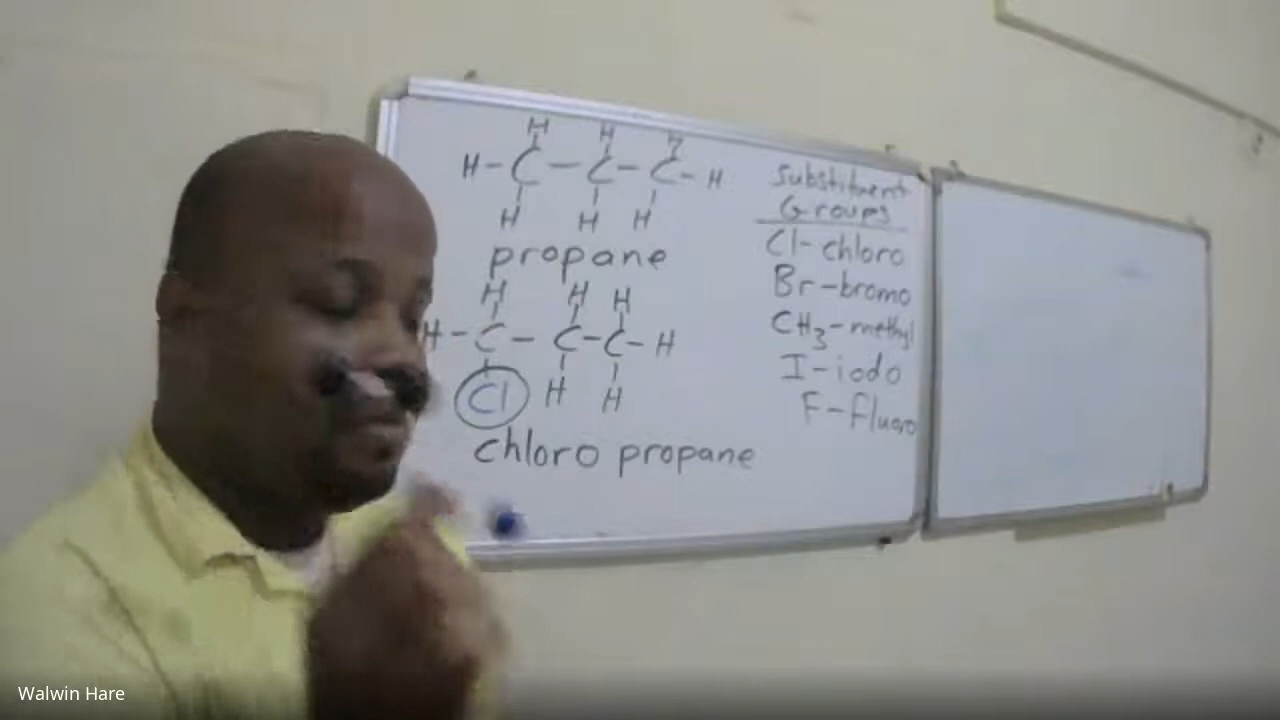 H H H
H-C-C-C-H
H H H
propane
H H H
H-C-C-C-H
Cl H H
chloro propane
Substituent
Groups
Cl-chloro
Br-bromo
CH3-methyl
I-iodo
F-fluoro
Walwin Hare